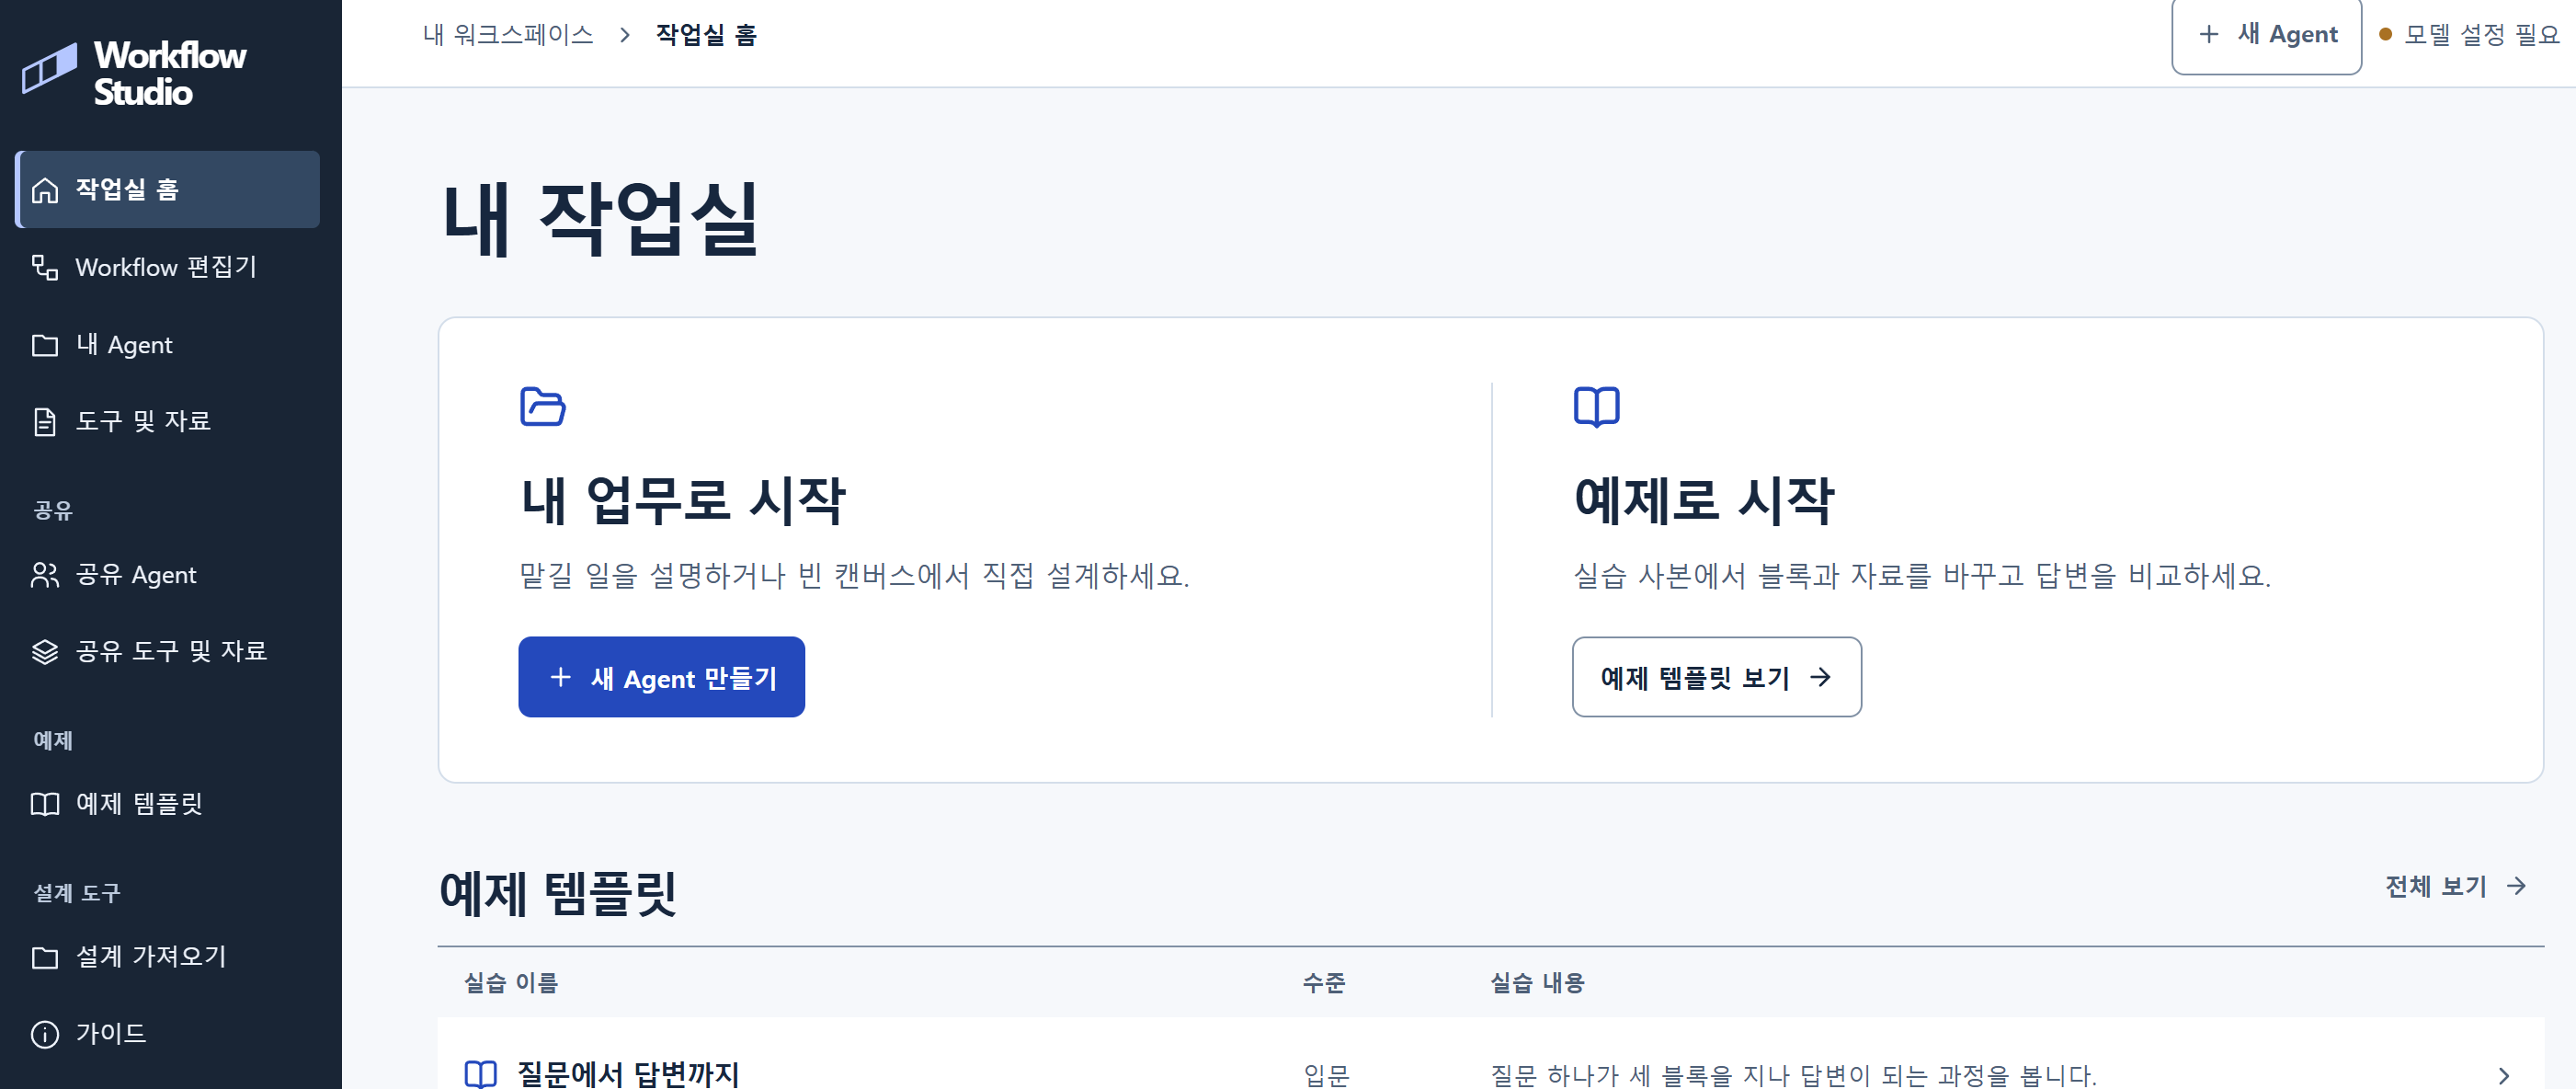 Workflow
Studio
작업실 홈
Workflow 편집기
내 Agent
도구 및 자료
공유
공유 Agent
공유 도구 및 자료
예제
예제 템플릿
설계 도구
설계 가져오기
가이드
내 워크스페이스 > 작업실 홈
+ 새 Agent
모델 설정 필요
내 작업실
내 업무로 시작
맡길 일을 설명하거나 빈 캔버스에서 직접 설계하세요.
+ 새 Agent 만들기
예제로 시작
실습 사본에서 블록과 자료를 바꾸고 답변을 비교하세요.
예제 템플릿 보기 →
예제 템플릿
전체 보기 →
실습 이름 수준 실습 내용
질문에서 답변까지 입문 질문 하나가 세 블록을 지나 답변이 되는 과정을 봅니다.